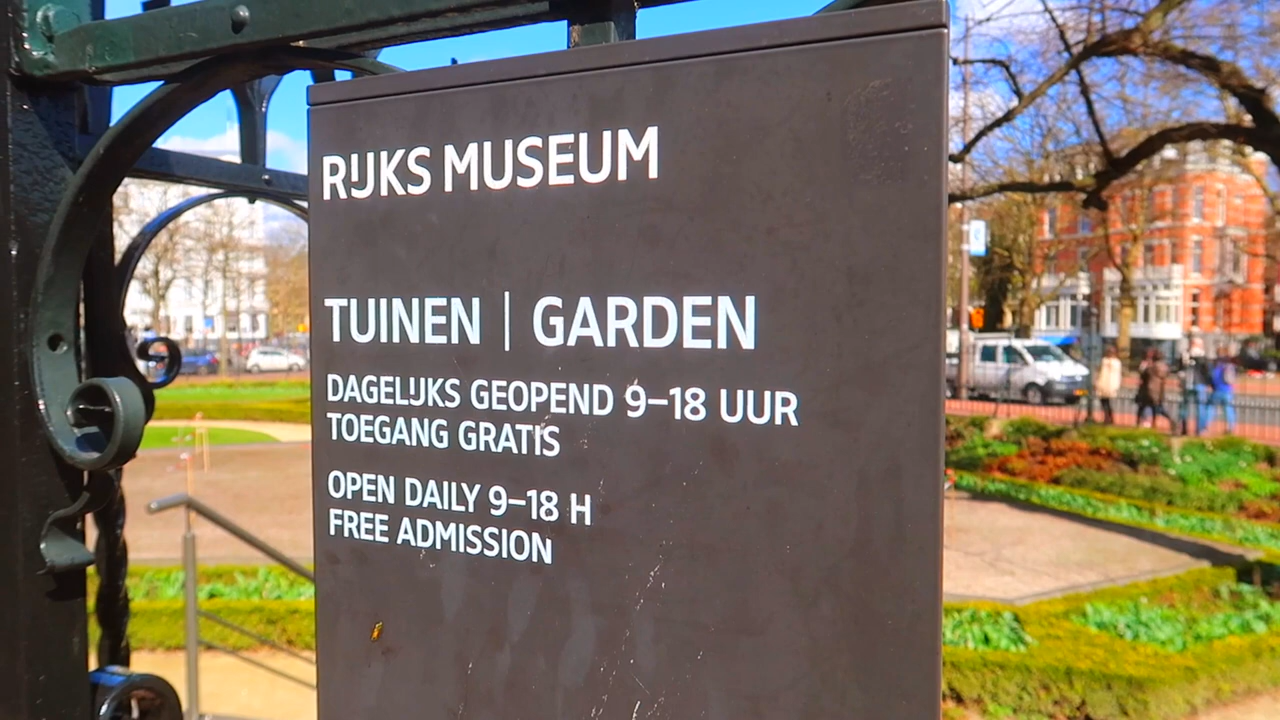 RIJKS MUSEUM
TUINEN | GARDEN
DAGELIJKS GEOPEND 9–18 UUR
TOEGANG GRATIS
OPEN DAILY 9–18 H
FREE ADMISSION